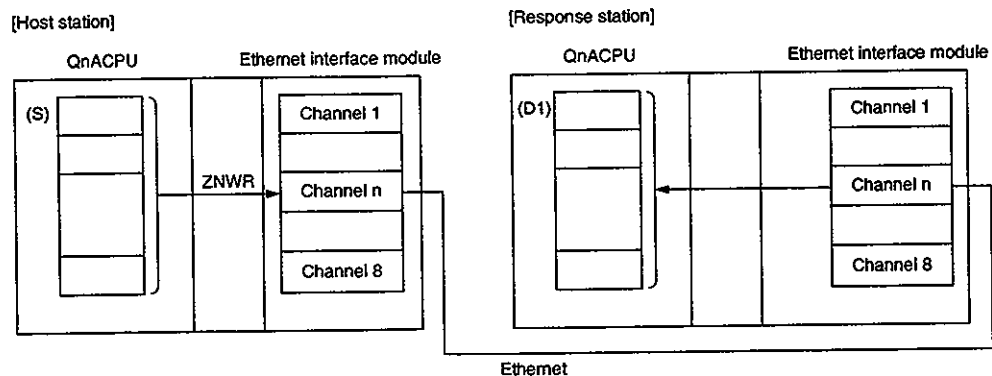 [Host station]
QnACPU
Ethernet interface module
(S)
ZNWR
Channel 1
Channel n
Channel 8
[Response station]
QnACPU
Ethernet interface module
(D1)
Channel 1
Channel n
Channel 8
Ethernet